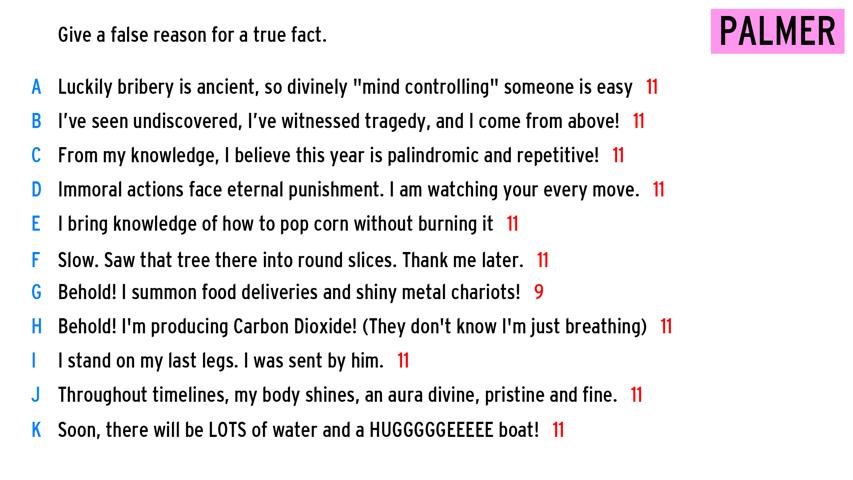 Give a false reason for a true fact.
PALMER
A Luckily bribery is ancient, so divinely "mind controlling" someone is easy 11
B I've seen undiscovered, I've witnessed tragedy, and I come from above! 11
C From my knowledge, I believe this year is palindromic and repetitive! 11
D Immoral actions face eternal punishment. I am watching your every move. 11
E I bring knowledge of how to pop corn without burning it 11
F Slow. Saw that tree there into round slices. Thank me later. 11
G Behold! I summon food deliveries and shiny metal chariots! 9
H Behold! I'm producing Carbon Dioxide! (They don't know I'm just breathing) 11
I I stand on my last legs. I was sent by him. 11
J Throughout timelines, my body shines, an aura divine, pristine and fine. 11
K Soon, there will be LOTS of water and a HUGGGGGEEEEE boat! 11